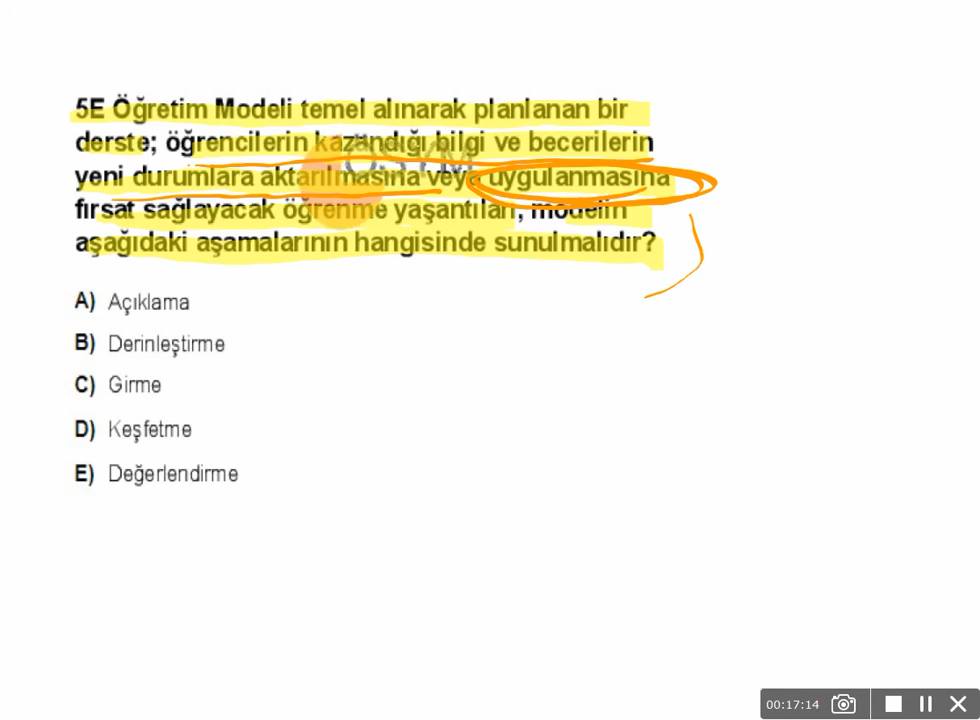 5E Öğretim Modeli temel alınarak planlanan bir
derste; öğrencilerin kazandığı bilgi ve becerilerin
yeni durumlara aktarılmasına veya uygulanmasına
fırsat sağlayacak öğrenme yaşantıları, modelin
aşağıdaki aşamalarının hangisinde sunulmalıdır?
A) Açıklama
B) Derinleştirme
C) Girme
D) Keşfetme
E) Değerlendirme
00:17:14